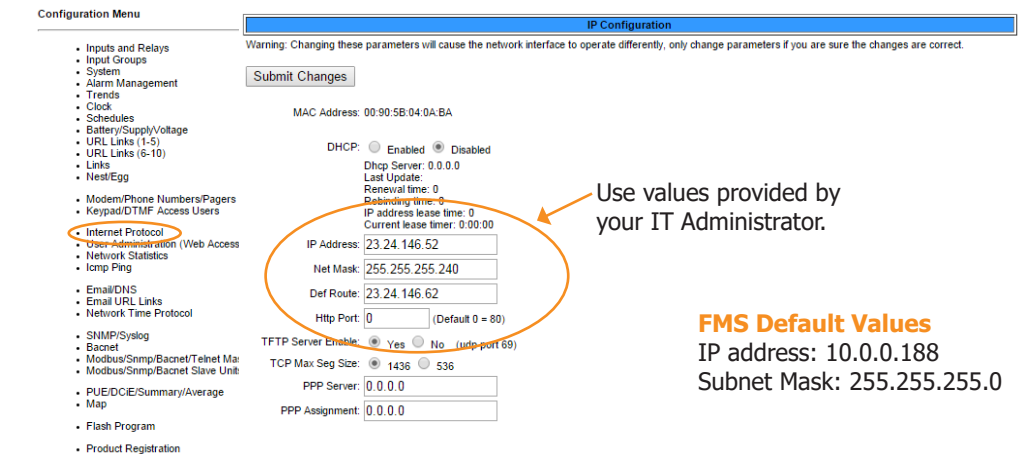 Configuration Menu
Inputs and Relays
Input Groups
System
Alarm Management
Trends
Clock
Schedules
Battery/SupplyVoltage
URL Links (1-5)
URL Links (6-10)
Links
Nest/Egg
Modem/Phone Numbers/Pagers
Keypad/DTMF Access Users
Internet Protocol
User Administration (Web Access
Network Statistics
Icmp Ping
Email/DNS
Email URL Links
Network Time Protocol
SNMP/Syslog
Bacnet
Modbus/Snmp/Bacnet/Telnet Mas
Modbus/Snmp/Bacnet Slave Units
PUE/DCiE/Summary/Average
Map
Flash Program
Product Registration
IP Configuration
Warning: Changing these parameters will cause the network interface to operate differently, only change parameters if you are sure the changes are correct.
Submit Changes
MAC Address: 00:90:5B:04:0A:BA
DHCP: Enabled Disabled
Dhcp Server: 0.0.0.0
Last Update:
Renewal time: 0
Rebinding time: 0
IP address lease time: 0
Current lease timer: 0:00:00
IP Address: 23.24.146.52
Net Mask: 255.255.255.240
Def Route: 23.24.146.62
Http Port: 0 (Default 0 = 80)
TFTP Server Enable: Yes No (udp port 69)
TCP Max Seg Size: 1436 536
PPP Server: 0.0.0.0
PPP Assignment: 0.0.0.0
Use values provided by
your IT Administrator.
FMS Default Values
IP address: 10.0.0.188
Subnet Mask: 255.255.255.0